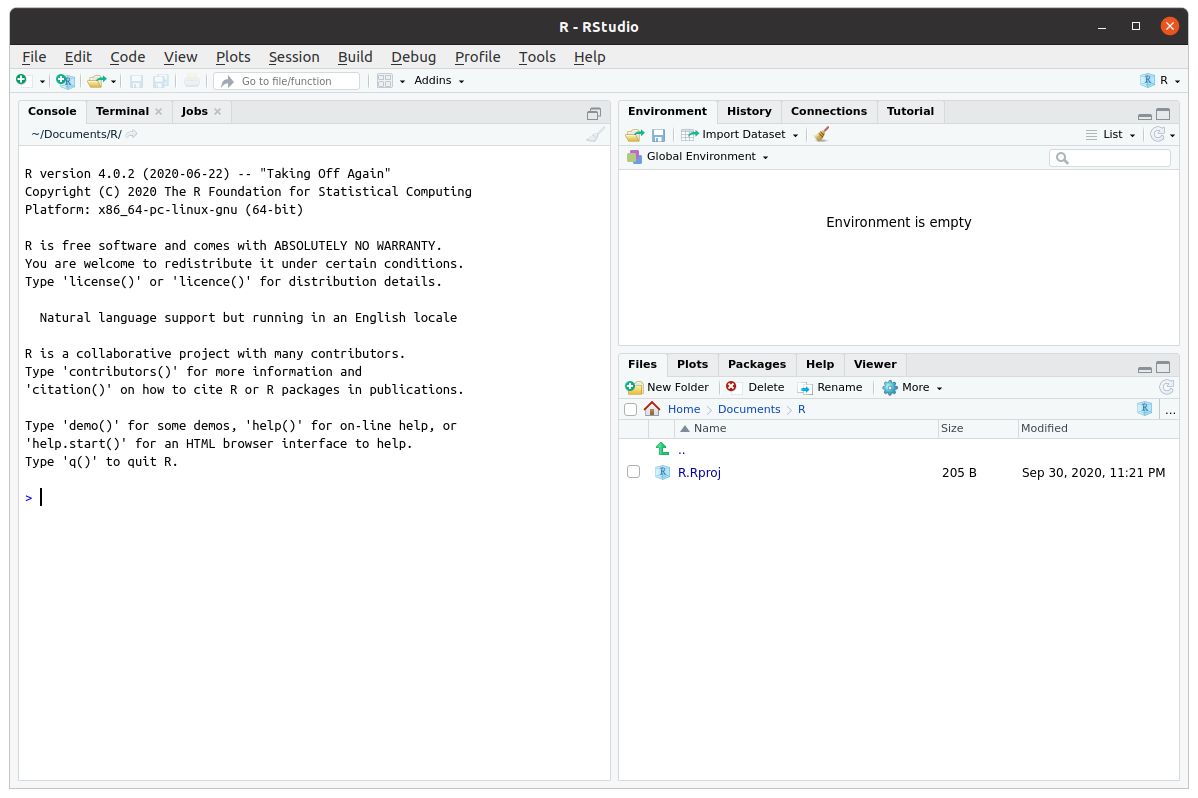 R - RStudio
File Edit Code View Plots Session Build Debug Profile Tools Help
Go to file/function Addins R
Console Terminal Jobs
~/Documents/R/
R version 4.0.2 (2020-06-22) -- "Taking Off Again"
Copyright (C) 2020 The R Foundation for Statistical Computing
Platform: x86_64-pc-linux-gnu (64-bit)
R is free software and comes with ABSOLUTELY NO WARRANTY.
You are welcome to redistribute it under certain conditions.
Type 'license()' or 'licence()' for distribution details.
Natural language support but running in an English locale
R is a collaborative project with many contributors.
Type 'contributors()' for more information and
'citation()' on how to cite R or R packages in publications.
Type 'demo()' for some demos, 'help()' for on-line help, or
'help.start()' for an HTML browser interface to help.
Type 'q()' to quit R.
>
Environment History Connections Tutorial
Import Dataset List
Global Environment
Environment is empty
Files Plots Packages Help Viewer
New Folder Delete Rename More
Home Documents R R ...
Name Size Modified
..
R.Rproj 205 B Sep 30, 2020, 11:21 PM